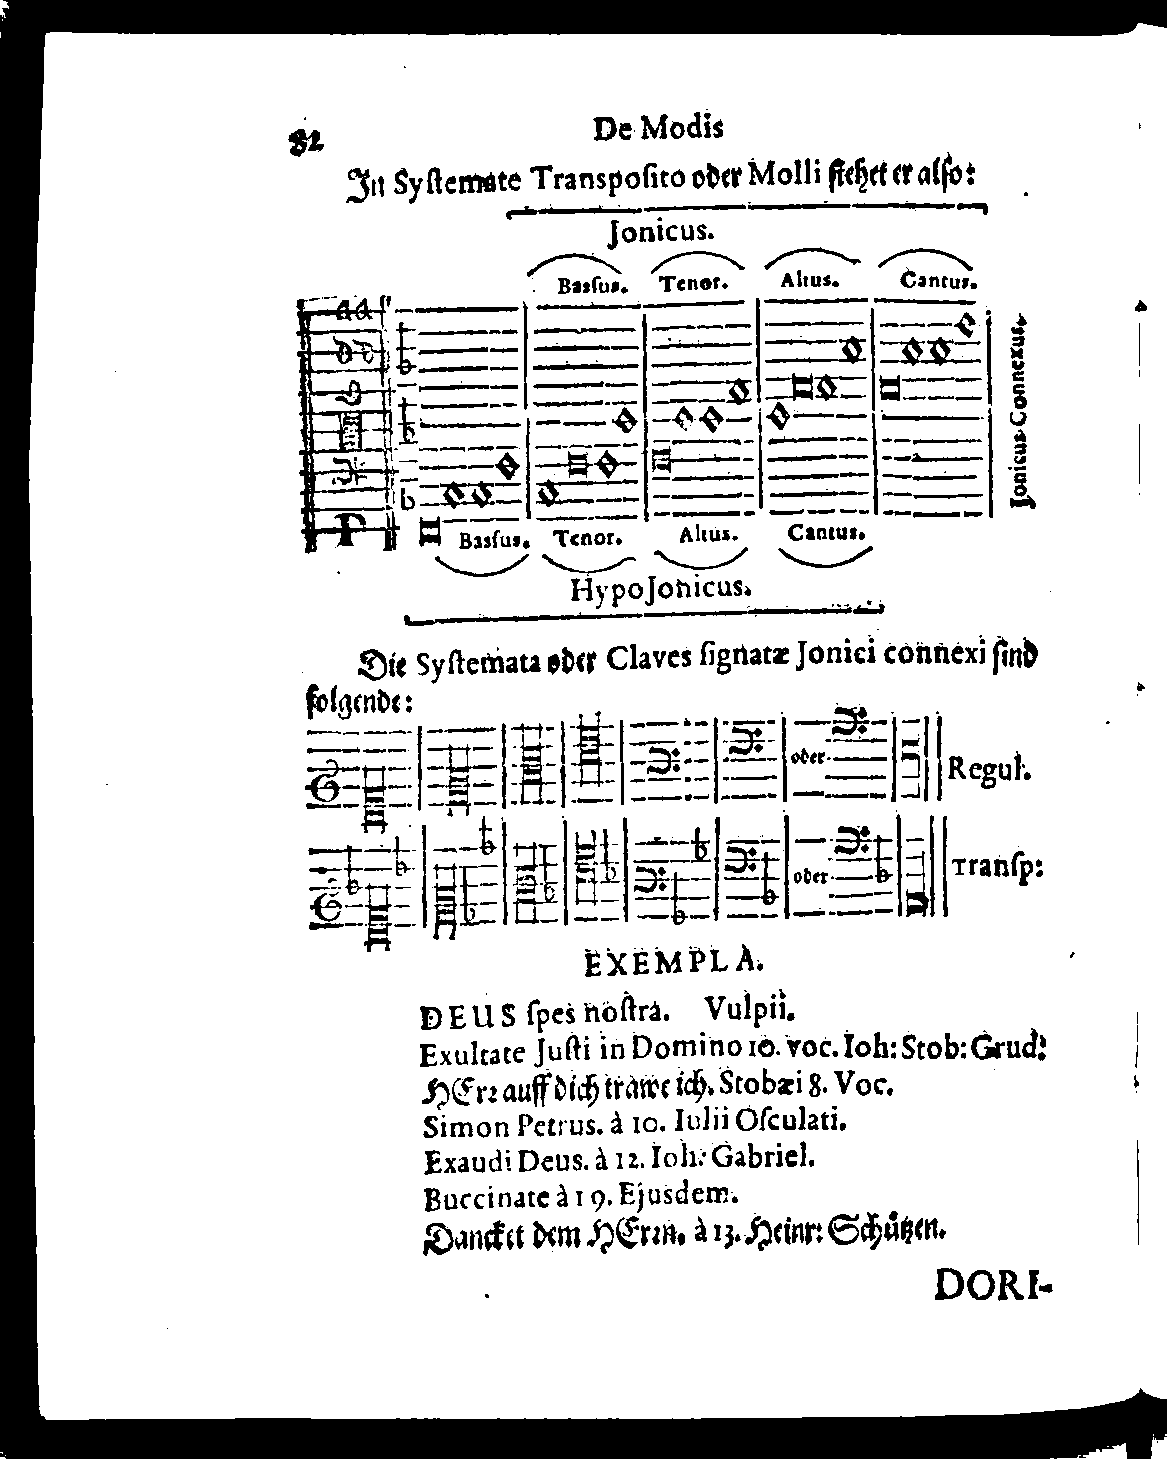 82
De Modis
In Syſtemate Transpoſito oder Molli ſtehet er alſo:
Jonicus.
Basſus. Tenor. Altus. Cantus.
aa
dd
Jonicus Connexus.
Γ
Basſus. Tenor. Altus. Cantus.
HypoJonicus.
Die Syſtemata oder Claves ſignatæ Jonici connexi ſind
folgende:
oder Regul.
oder Tranſp:
EXEMPLA.
DEUS ſpes noſtra. Vulpii.
Exultate Juſti in Domino 10. voc. Ioh: Stob: Grud:
HErr auff dich trawe ich. Stobæi 8. Voc.
Simon Petrus. à 10. Iulii Oſculati.
Exaudi Deus. à 12. Ioh: Gabriel.
Buccinate à 19. Ejusdem.
Dancket dem HErrn. à 13. Heinr: Schützen.
DORI-